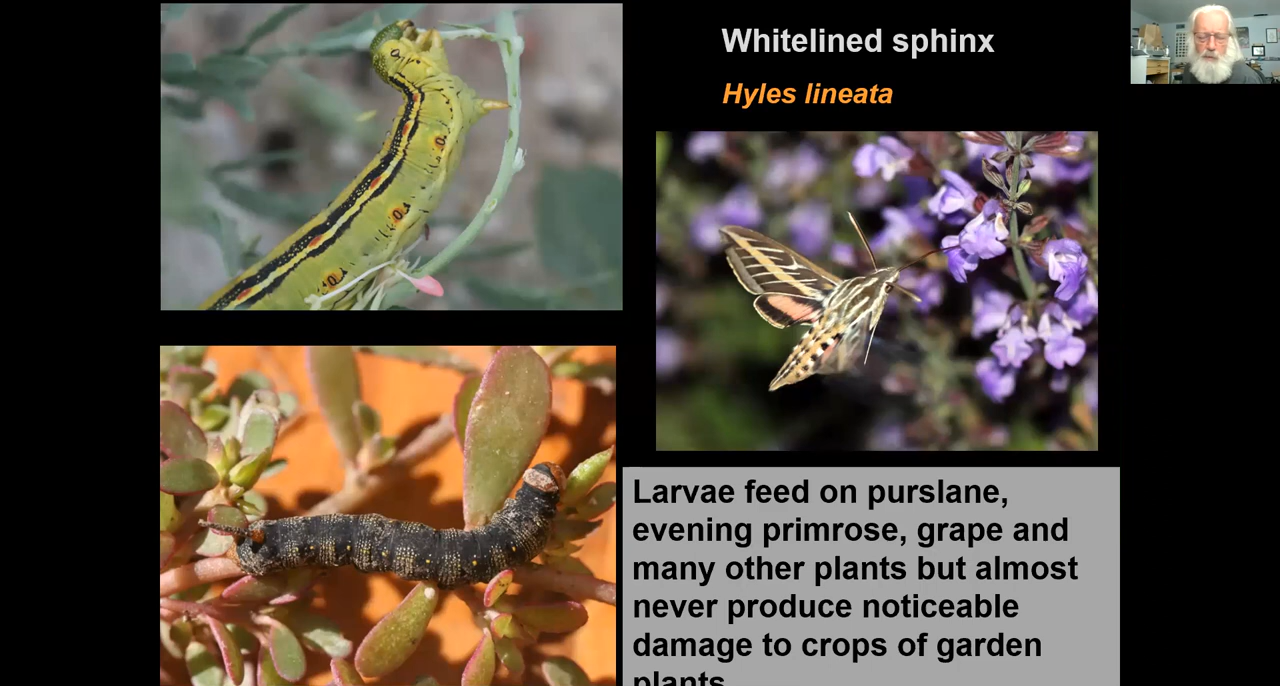 Whitelined sphinx
Hyles lineata
Larvae feed on purslane,
evening primrose, grape and
many other plants but almost
never produce noticeable
damage to crops of garden
plants